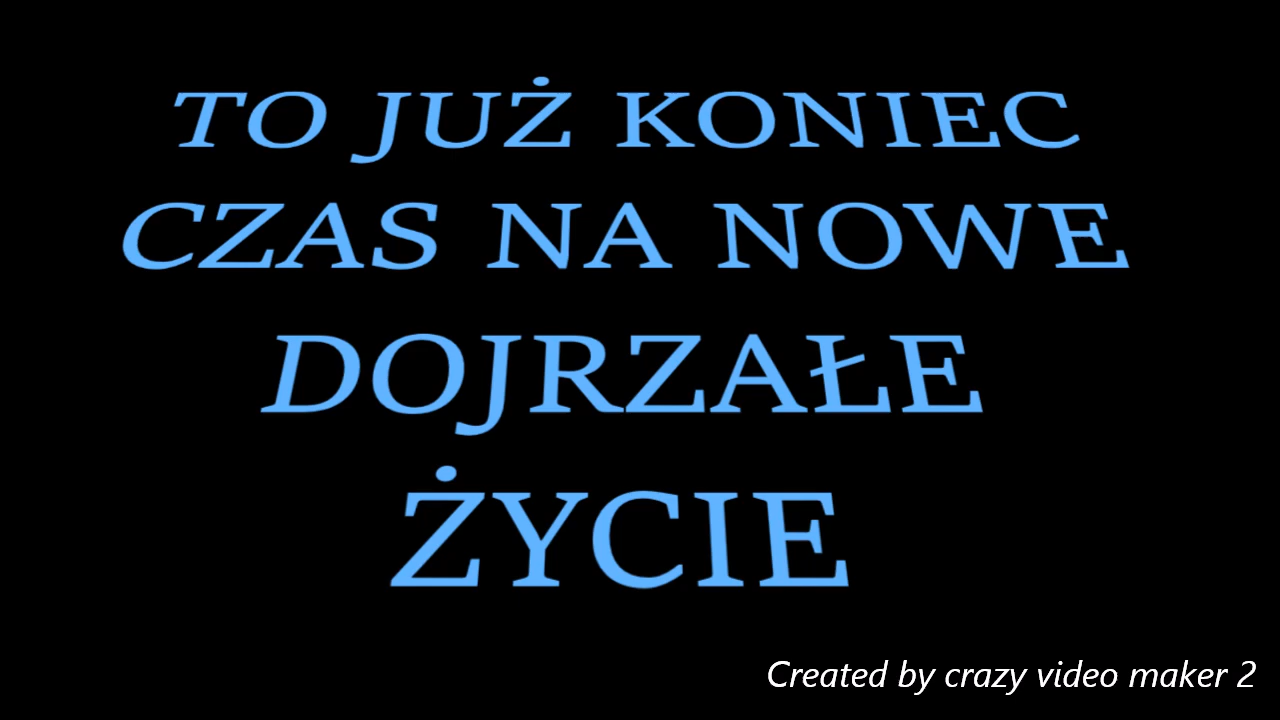 TO JUŻ KONIEC
CZAS NA NOWE
DOJRZAŁE
ŻYCIE
Created by crazy video maker 2